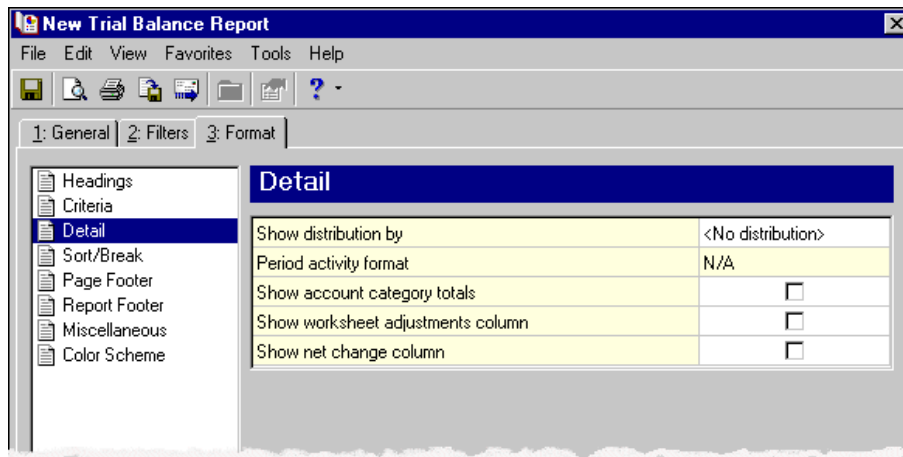 New Trial Balance Report
File Edit View Favorites Tools Help
?
1: General 2: Filters 3: Format
Headings
Criteria
Detail
Sort/Break
Page Footer
Report Footer
Miscellaneous
Color Scheme
Detail
Show distribution by <No distribution>
Period activity format N/A
Show account category totals
Show worksheet adjustments column
Show net change column